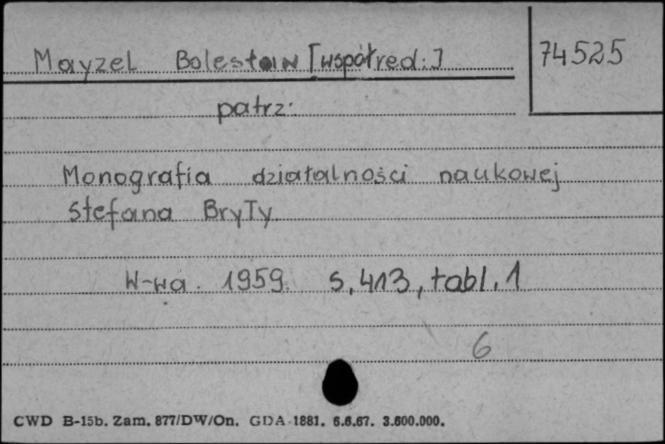 Mayzel Bolesław [współred:]
74525
patrz:
Monografia działalności naukowej
Stefana Bryły
W-wa. 1959. s, 413, tabl. 1
6
CWD B-15b. Zam. 877/DW/On. GDA-1881. 6.6.67. 3.600.000.